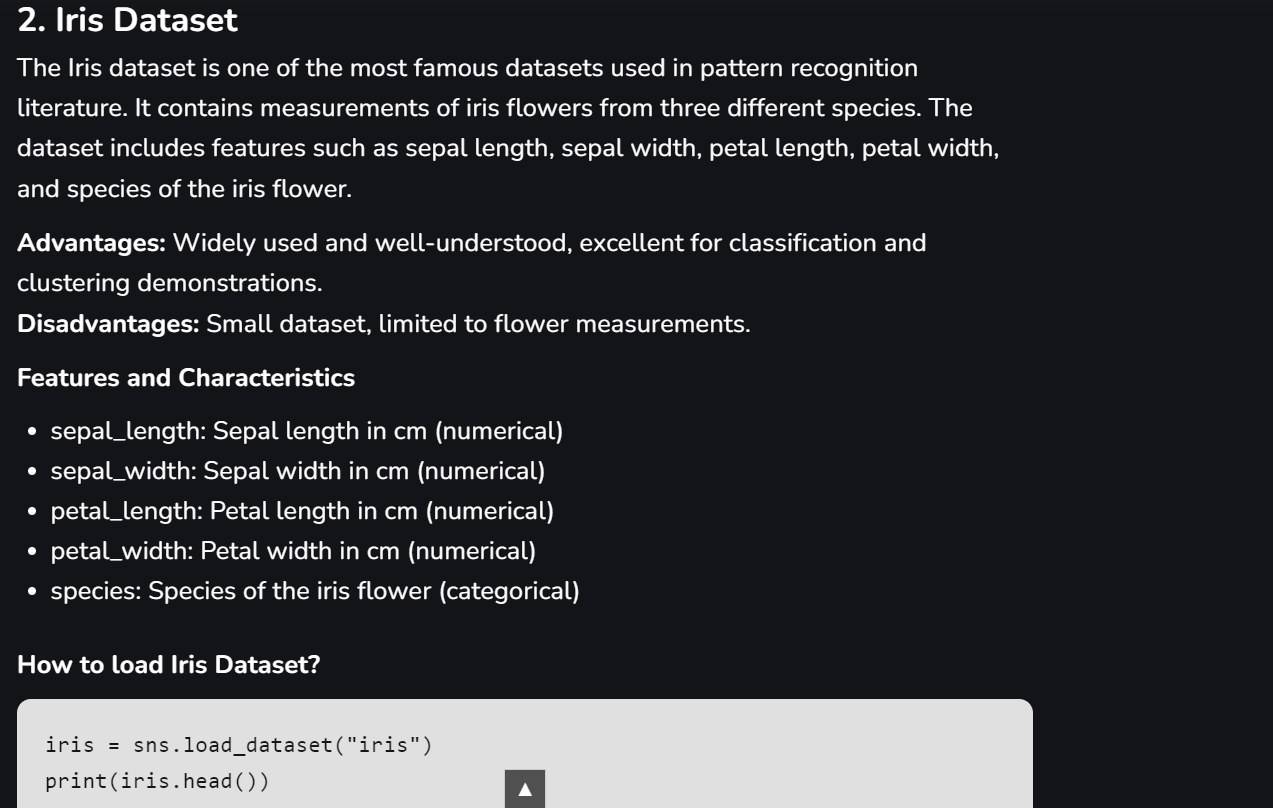 2. Iris Dataset
The Iris dataset is one of the most famous datasets used in pattern recognition
literature. It contains measurements of iris flowers from three different species. The
dataset includes features such as sepal length, sepal width, petal length, petal width,
and species of the iris flower.
Advantages: Widely used and well-understood, excellent for classification and
clustering demonstrations.
Disadvantages: Small dataset, limited to flower measurements.
Features and Characteristics
• sepal_length: Sepal length in cm (numerical)
• sepal_width: Sepal width in cm (numerical)
• petal_length: Petal length in cm (numerical)
• petal_width: Petal width in cm (numerical)
• species: Species of the iris flower (categorical)
How to load Iris Dataset?
iris = sns.load_dataset("iris")
print(iris.head())